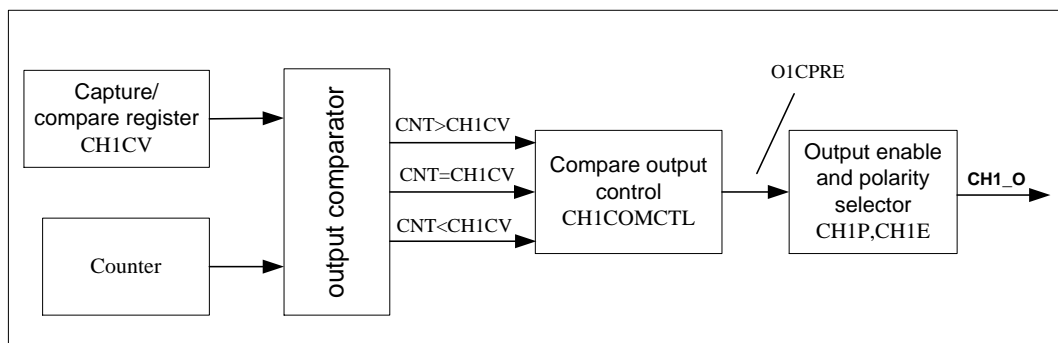 Capture/
compare register
CH1CV
Counter
output comparator
CNT>CH1CV
CNT=CH1CV
CNT<CH1CV
Compare output
control
CH1COMCTL
O1CPRE
Output enable
and polarity
selector
CH1P,CH1E
CH1_O